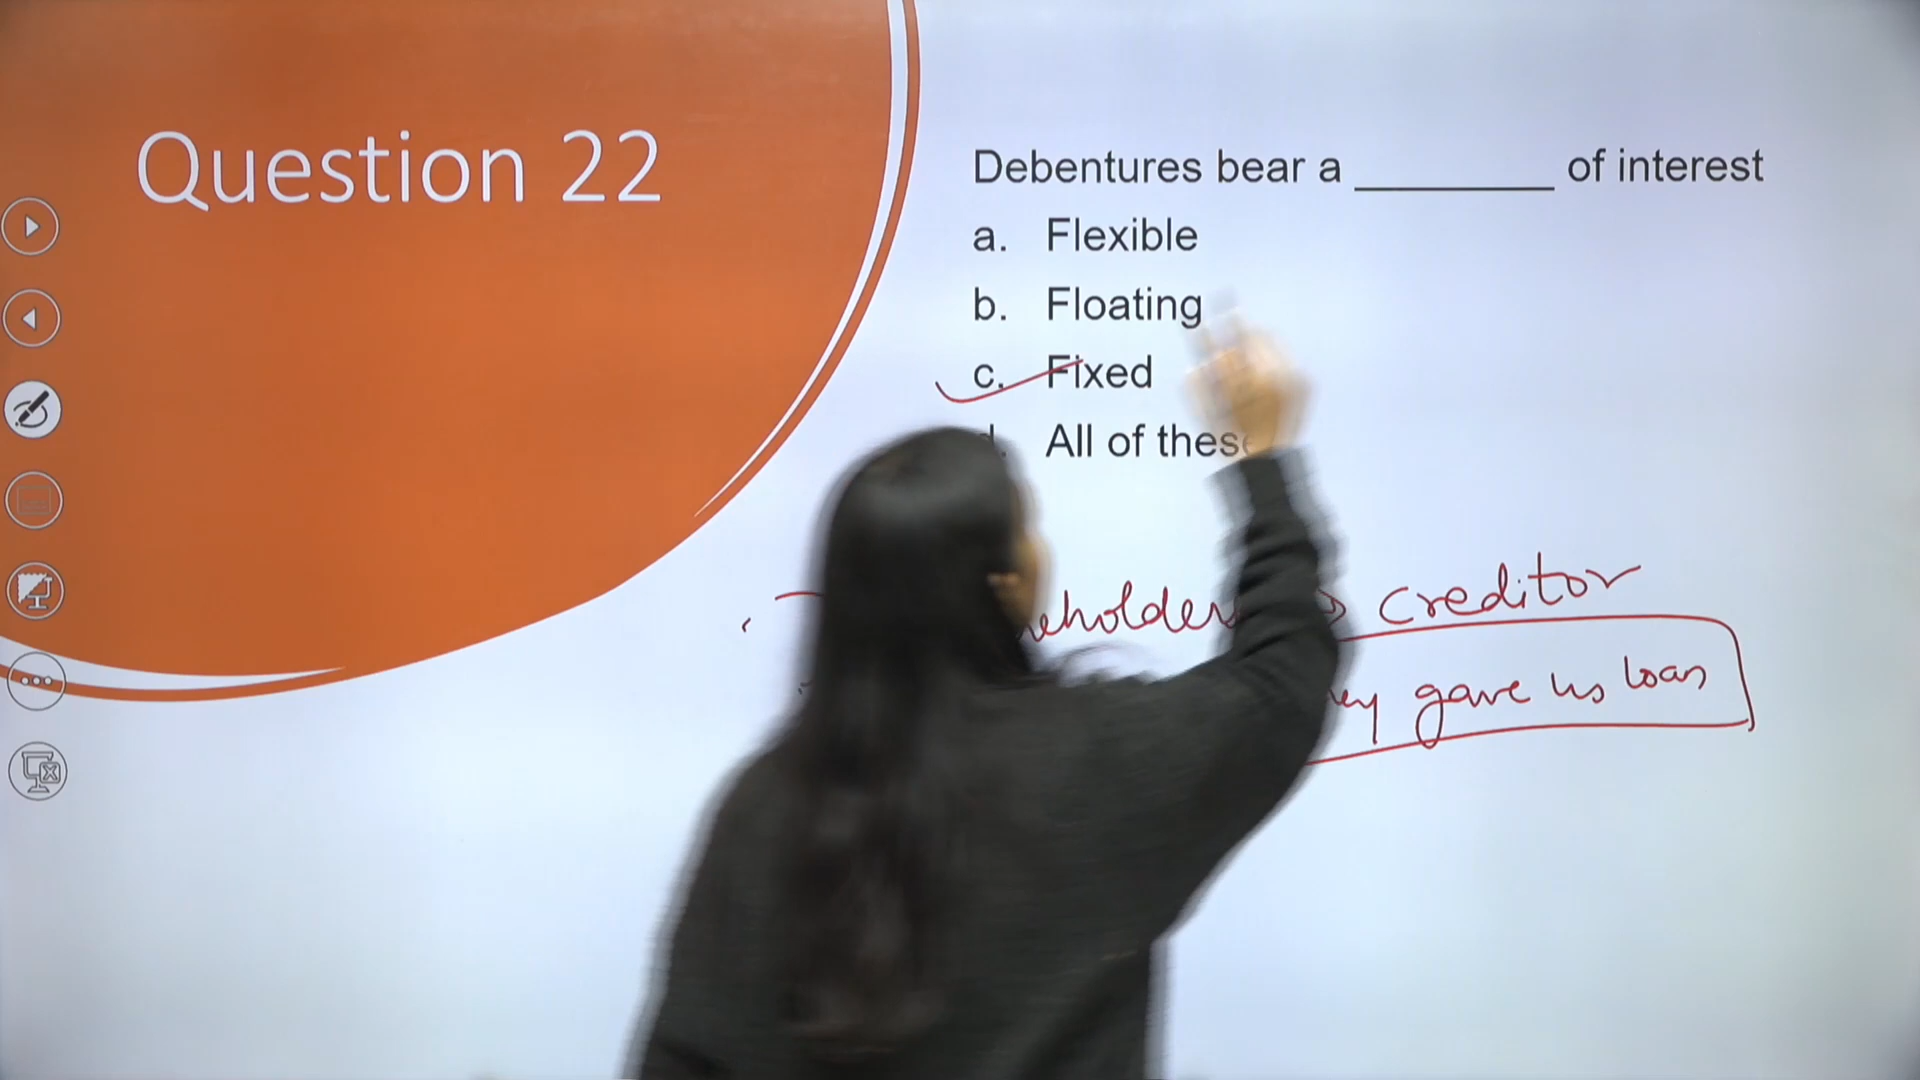 Question 22
Debentures bear a ________ of interest
a. Flexible
b. Floating
c. Fixed
All of these
creditor
gave us loan